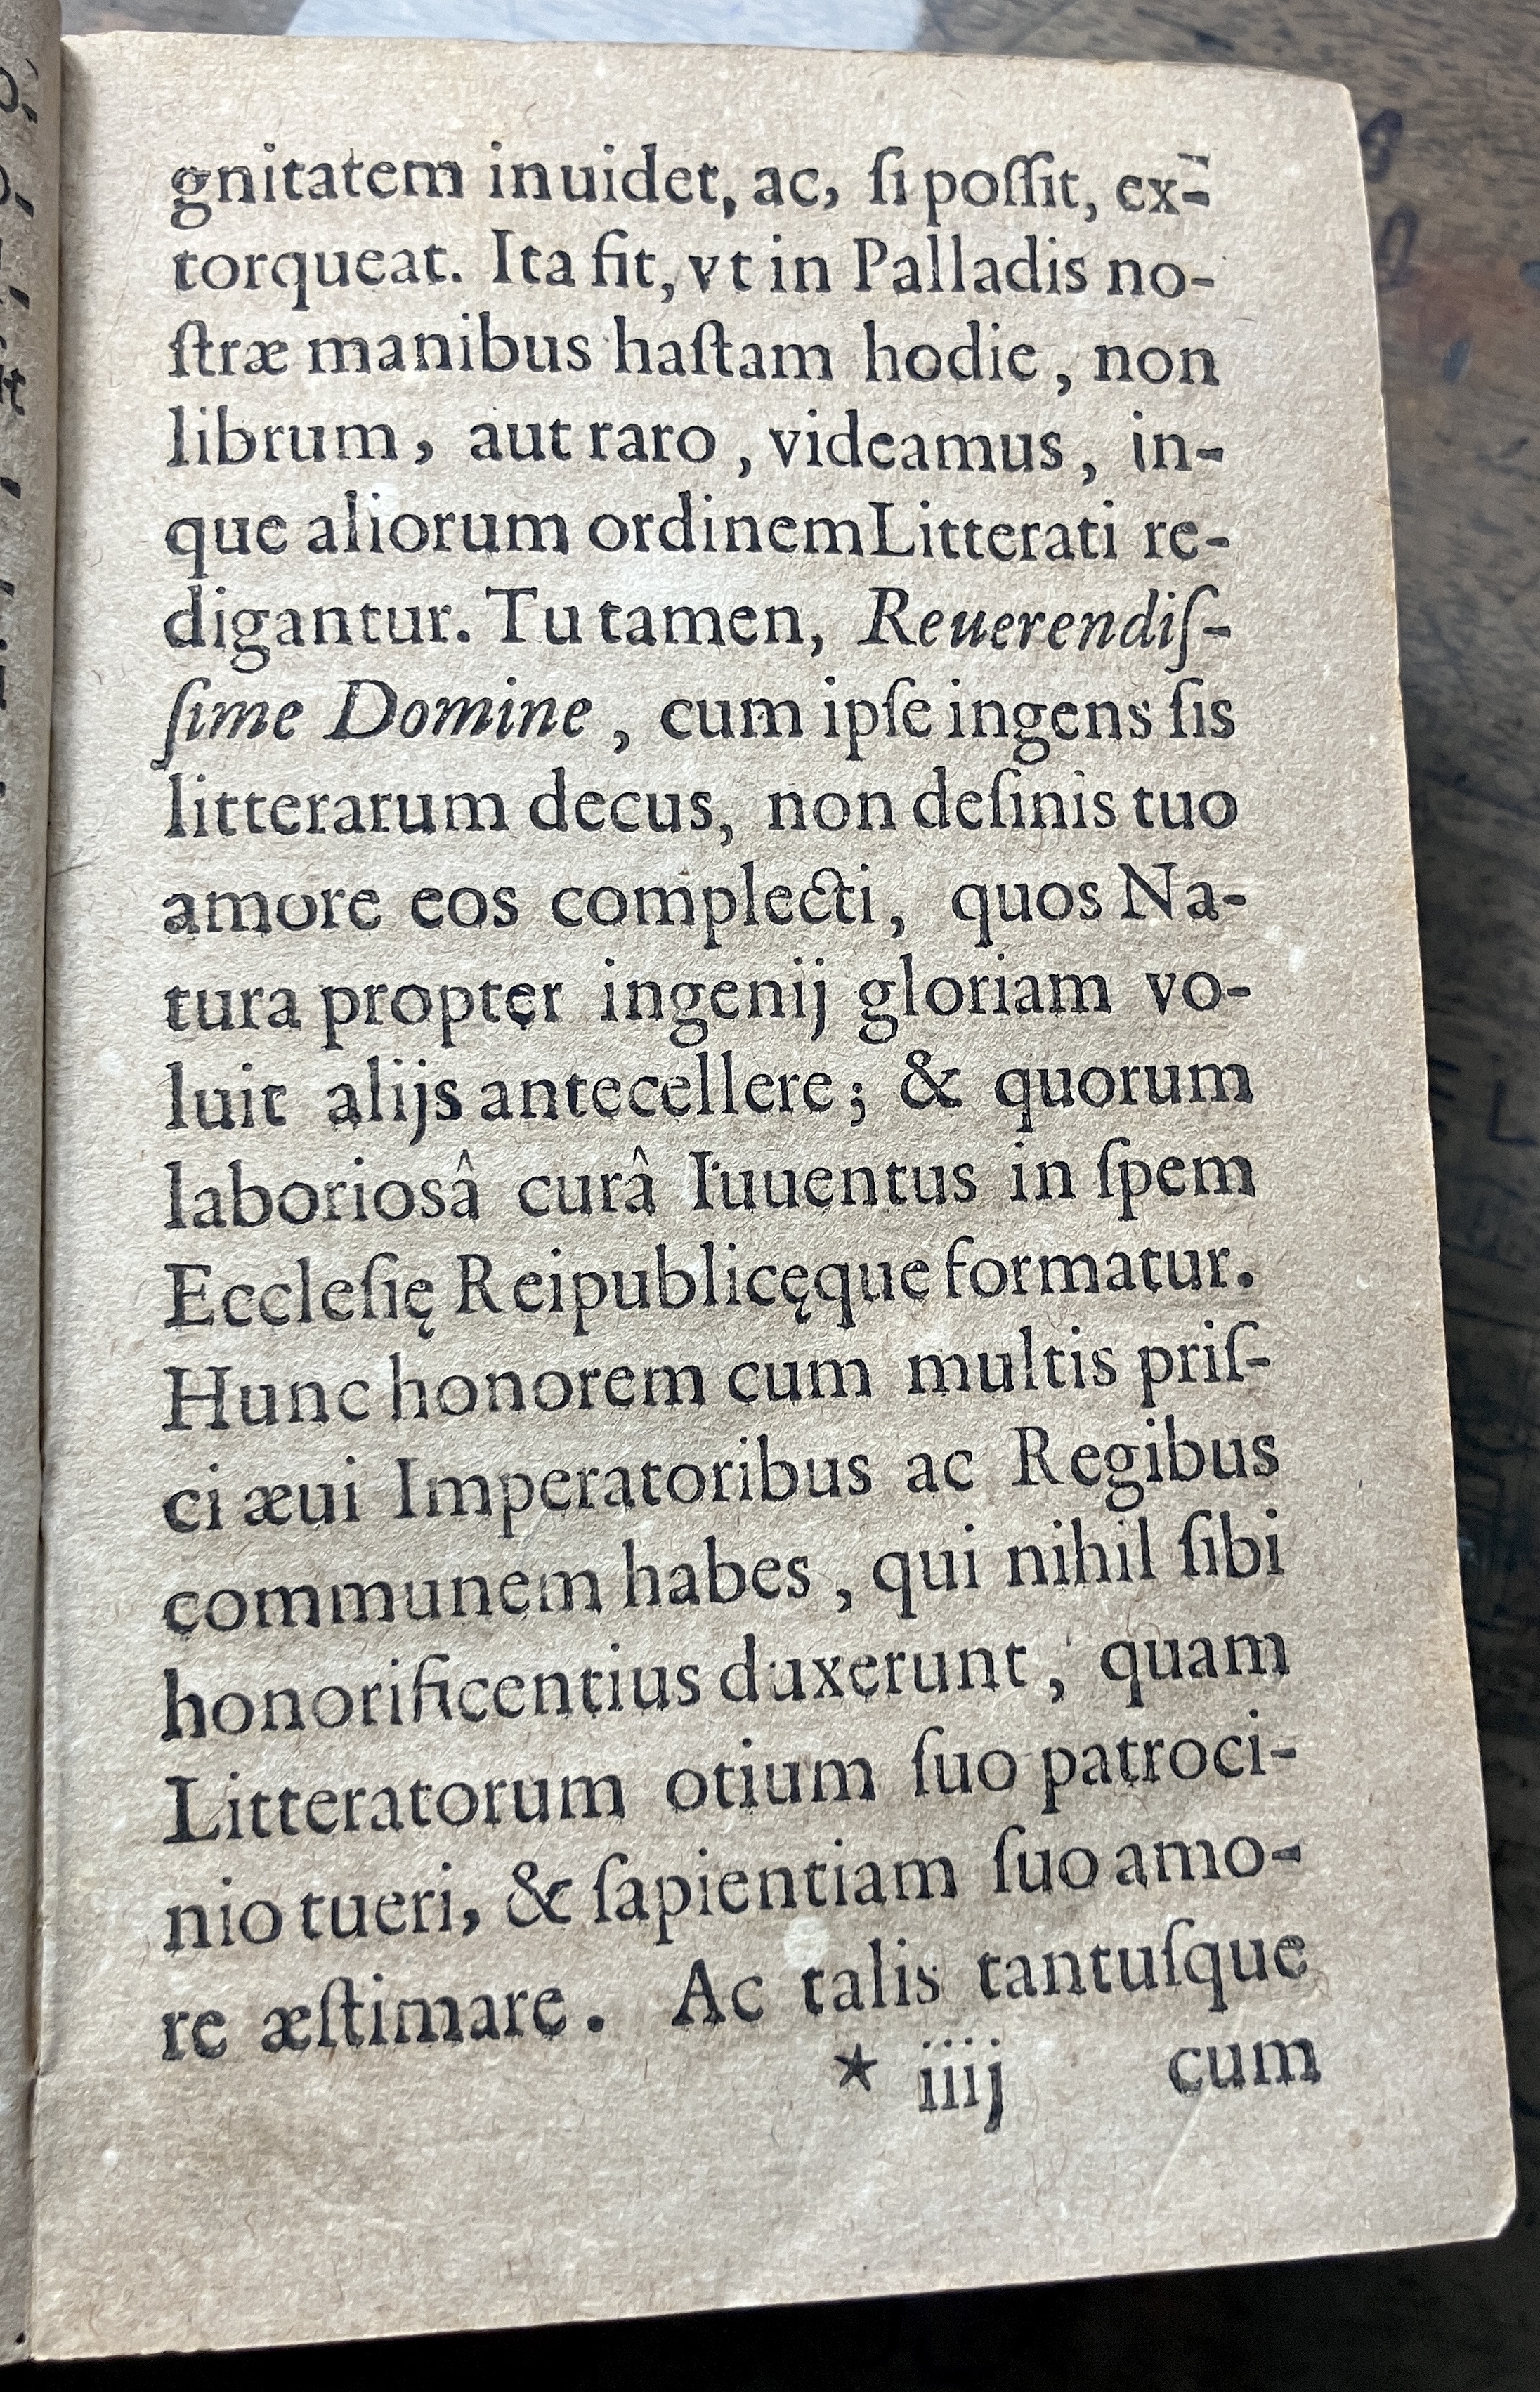 gnitatem inuidet, ac, ſi poſſit, ex-
torqueat. Ita fit, vt in Palladis no-
ſtræ manibus haſtam hodie, non
librum, aut raro, videamus, in-
que aliorum ordinem Litterati re-
digantur. Tu tamen, Reuerendiſ-
ſime Domine, cum ipſe ingens ſis
litterarum decus, non deſinis tuo
amore eos complecti, quos Na-
tura propter ingenij gloriam vo-
luit alijs antecellere; & quorum
laboriosâ curâ Iuuentus in ſpem
Eccleſię Reipublicęque formatur.
Hunc honorem cum multis priſ-
ci æui Imperatoribus ac Regibus
communem habes, qui nihil ſibi
honorificentius duxerunt, quam
Litteratorum otium ſuo patroci-
nio tueri, & ſapientiam ſuo amo-
re æſtimare. Ac talis tantuſque
* iiij cum